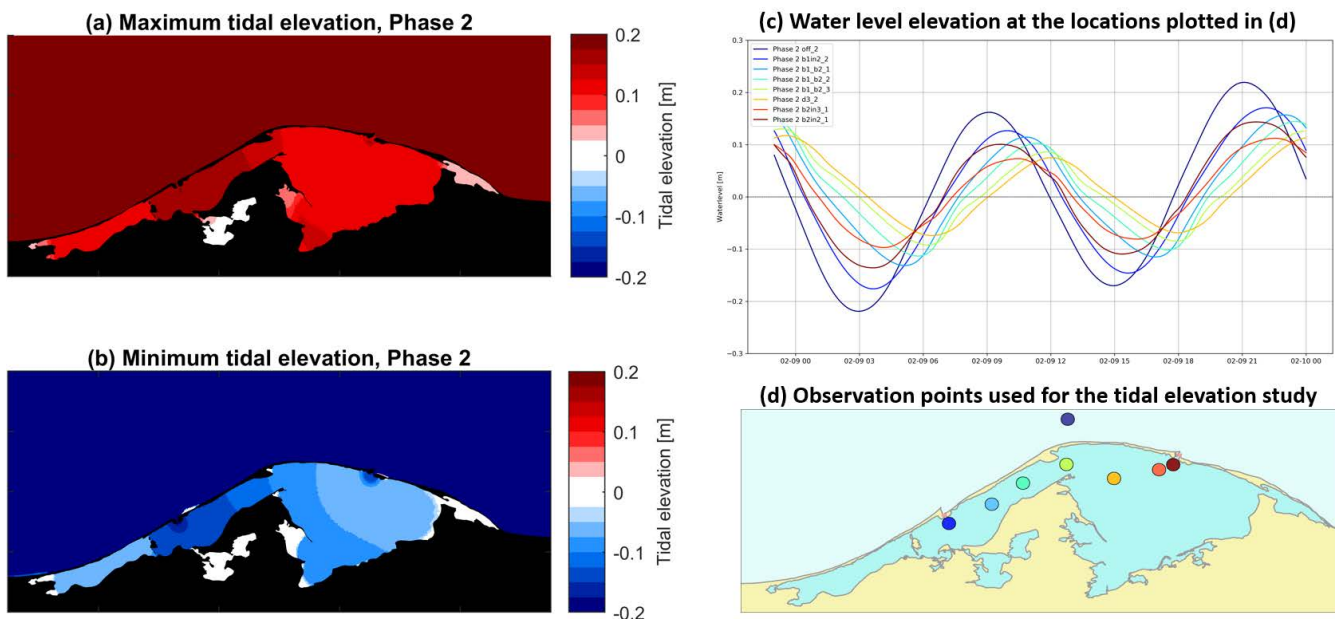 (a) Maximum tidal elevation, Phase 2
0.2
0.1
0
-0.1
-0.2
Tidal elevation [m]
(b) Minimum tidal elevation, Phase 2
0.2
0.1
0
-0.1
-0.2
Tidal elevation [m]
(c) Water level elevation at the locations plotted in (d)
0.3
0.2
0.1
0.0
−0.1
−0.2
−0.3
Waterlevel [m]
Phase 2 off_2
Phase 2 b1in2_2
Phase 2 b1_b2_1
Phase 2 b1_b2_2
Phase 2 b1_b2_3
Phase 2 d3_2
Phase 2 b2in3_1
Phase 2 b2in2_1
02-09 00 02-09 03 02-09 06 02-09 09 02-09 12 02-09 15 02-09 18 02-09 21 02-10 00
(d) Observation points used for the tidal elevation study